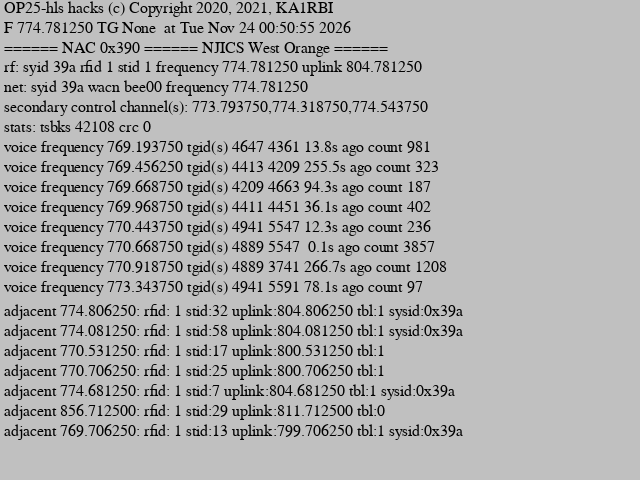 OP25-hls hacks (c) Copyright 2020, 2021, KA1RBI
F 774.781250 TG None  at Tue Nov 24 00:50:55 2026
====== NAC 0x390 ====== NJICS West Orange ======
rf: syid 39a rfid 1 stid 1 frequency 774.781250 uplink 804.781250
net: syid 39a wacn bee00 frequency 774.781250
secondary control channel(s): 773.793750,774.318750,774.543750
stats: tsbks 42108 crc 0
voice frequency 769.193750 tgid(s) 4647 4361 13.8s ago count 981
voice frequency 769.456250 tgid(s) 4413 4209 255.5s ago count 323
voice frequency 769.668750 tgid(s) 4209 4663 94.3s ago count 187
voice frequency 769.968750 tgid(s) 4411 4451 36.1s ago count 402
voice frequency 770.443750 tgid(s) 4941 5547 12.3s ago count 236
voice frequency 770.668750 tgid(s) 4889 5547  0.1s ago count 3857
voice frequency 770.918750 tgid(s) 4889 3741 266.7s ago count 1208
voice frequency 773.343750 tgid(s) 4941 5591 78.1s ago count 97
adjacent 774.806250: rfid: 1 stid:32 uplink:804.806250 tbl:1 sysid:0x39a
adjacent 774.081250: rfid: 1 stid:58 uplink:804.081250 tbl:1 sysid:0x39a
adjacent 770.531250: rfid: 1 stid:17 uplink:800.531250 tbl:1
adjacent 770.706250: rfid: 1 stid:25 uplink:800.706250 tbl:1
adjacent 774.681250: rfid: 1 stid:7 uplink:804.681250 tbl:1 sysid:0x39a
adjacent 856.712500: rfid: 1 stid:29 uplink:811.712500 tbl:0
adjacent 769.706250: rfid: 1 stid:13 uplink:799.706250 tbl:1 sysid:0x39a